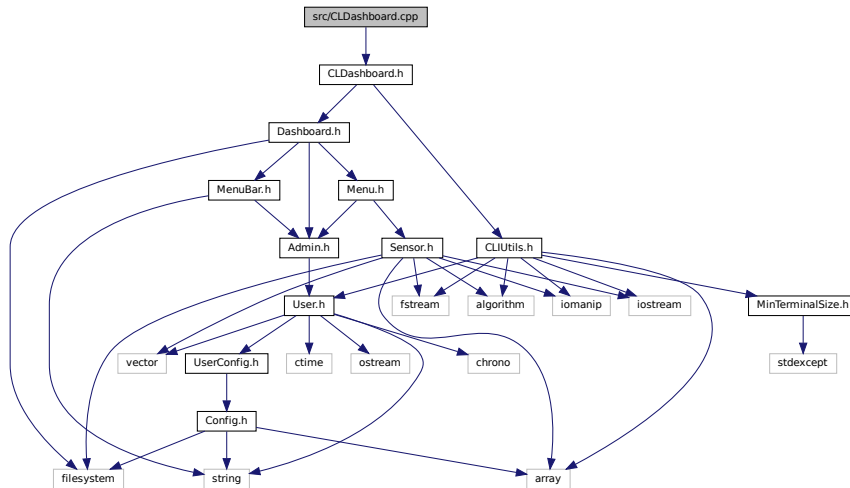 src/CLDashboard.cpp
CLDashboard.h
Dashboard.h
MenuBar.h
Menu.h
Admin.h
Sensor.h
CLIUtils.h
User.h
fstream
algorithm
iomanip
iostream
MinTerminalSize.h
vector
UserConfig.h
ctime
ostream
chrono
stdexcept
Config.h
filesystem
string
array